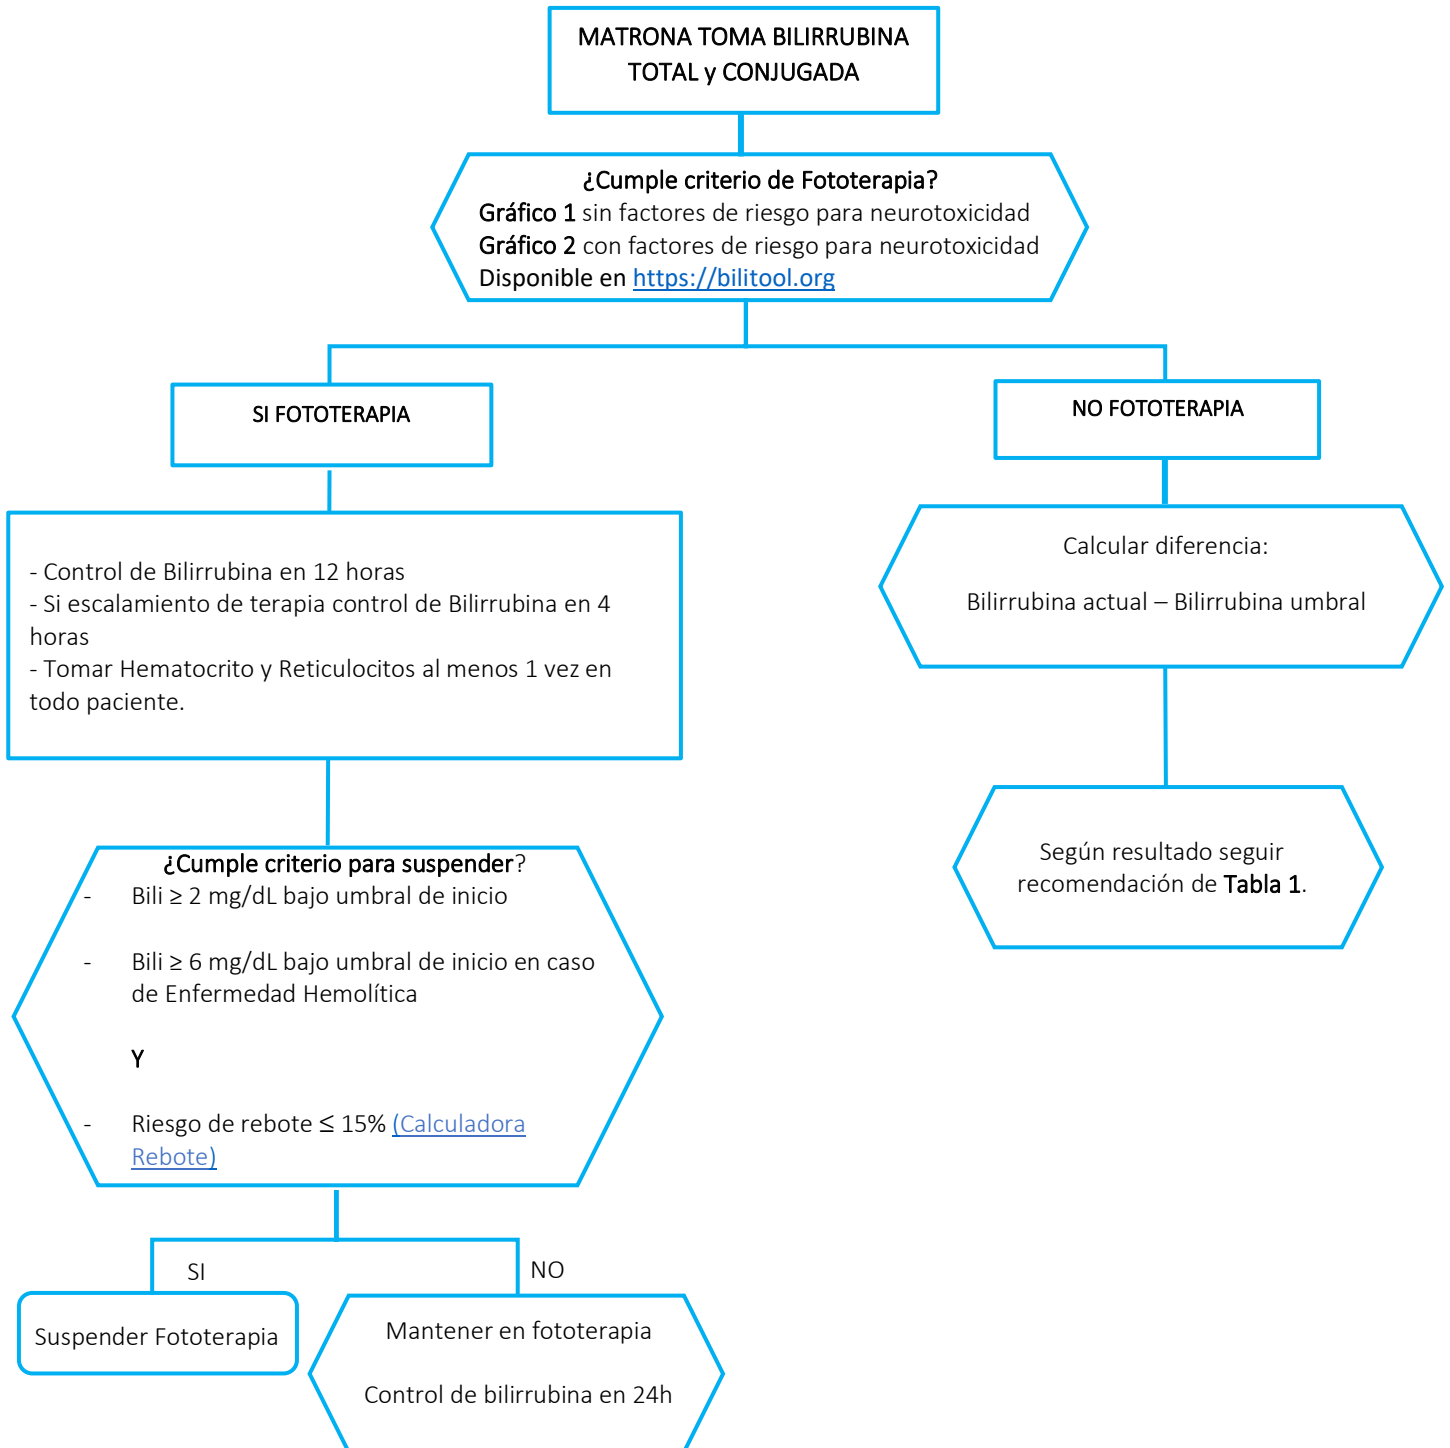 MATRONA TOMA BILIRRUBINA
TOTAL y CONJUGADA
¿Cumple criterio de Fototerapia?
Gráfico 1 sin factores de riesgo para neurotoxicidad
Gráfico 2 con factores de riesgo para neurotoxicidad
Disponible en https://bilitool.org
SI FOTOTERAPIA
- Control de Bilirrubina en 12 horas
- Si escalamiento de terapia control de Bilirrubina en 4
horas
- Tomar Hematocrito y Reticulocitos al menos 1 vez en
todo paciente.
¿Cumple criterio para suspender?
- Bili ≥ 2 mg/dL bajo umbral de inicio
- Bili ≥ 6 mg/dL bajo umbral de inicio en caso
de Enfermedad Hemolítica
Y
- Riesgo de rebote ≤ 15% (Calculadora
Rebote)
SI
Suspender Fototerapia
NO
Mantener en fototerapia
Control de bilirrubina en 24h
NO FOTOTERAPIA
Calcular diferencia:
Bilirrubina actual – Bilirrubina umbral
Según resultado seguir
recomendación de Tabla 1.